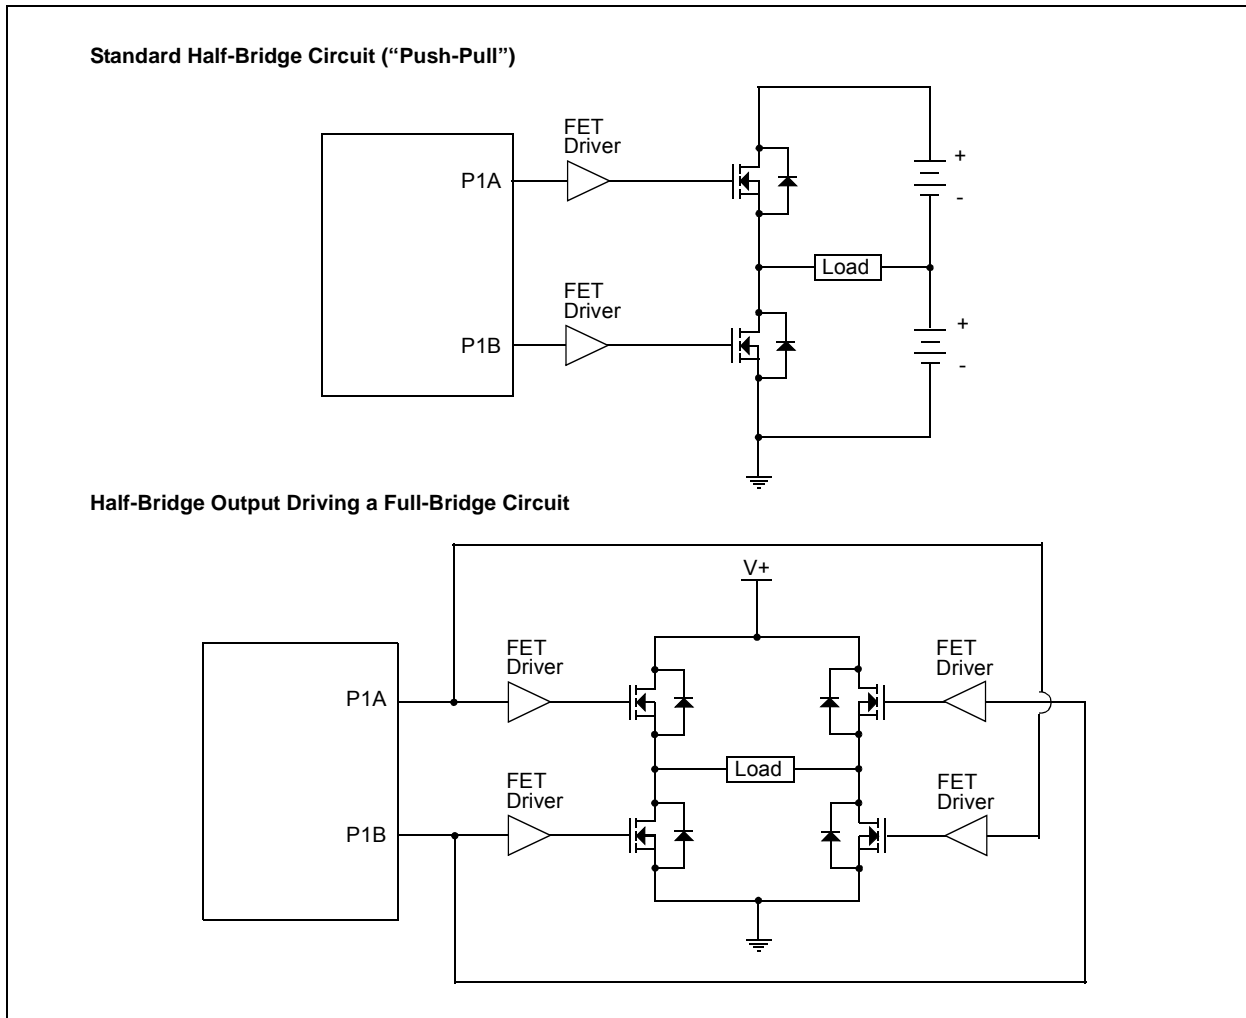 Standard Half-Bridge Circuit (“Push-Pull”)
FET
Driver
P1A
+
-
Load
FET
Driver
P1B
+
-
Half-Bridge Output Driving a Full-Bridge Circuit
V+
FET
Driver
FET
Driver
P1A
Load
FET
Driver
FET
Driver
P1B